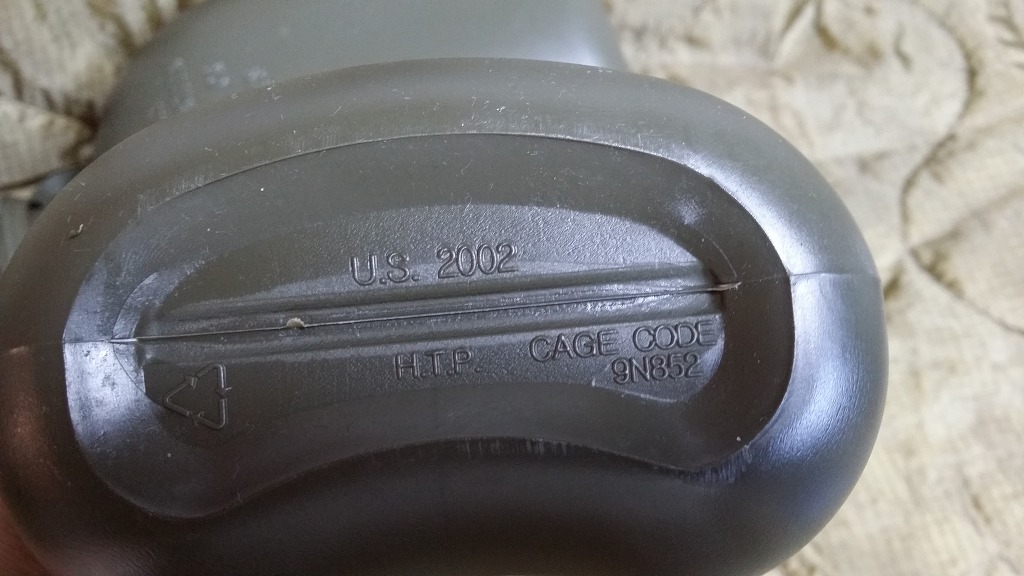 U.S. 2002
H.T.P. CAGE CODE
9N852